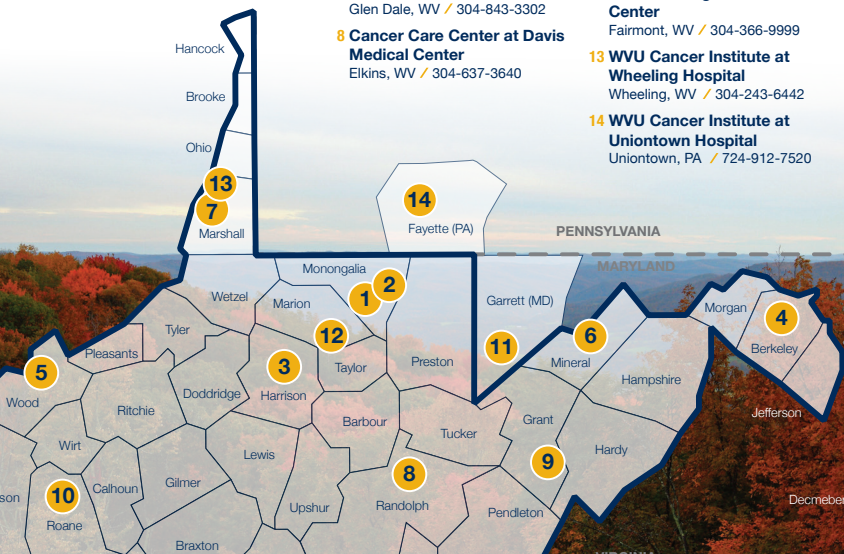 Glen Dale, WV / 304-843-3302
8 Cancer Care Center at Davis
Medical Center
Elkins, WV / 304-637-3640
Center
Fairmont, WV / 304-366-9999
13 WVU Cancer Institute at
Wheeling Hospital
Wheeling, WV / 304-243-6442
14 WVU Cancer Institute at
Uniontown Hospital
Uniontown, PA / 724-912-7520
Hancock
Brooke
Ohio
13
7
Marshall
14
Fayette (PA)
PENNSYLVANIA
MARYLAND
Monongalia
2
1
Wetzel
Marion
Garrett (MD)
Morgan
4
Berkeley
Tyler
12
11
6
Mineral
Pleasants
5
3
Taylor
Preston
Hampshire
Wood
Doddridge
Harrison
Ritchie
Barbour
Grant
Jefferson
Wirt
Tucker
Lewis
Hardy
9
8
son
10
Calhoun
Gilmer
Roane
Upshur
Randolph
Pendleton
Decmeber
Braxton
VIRGINIA